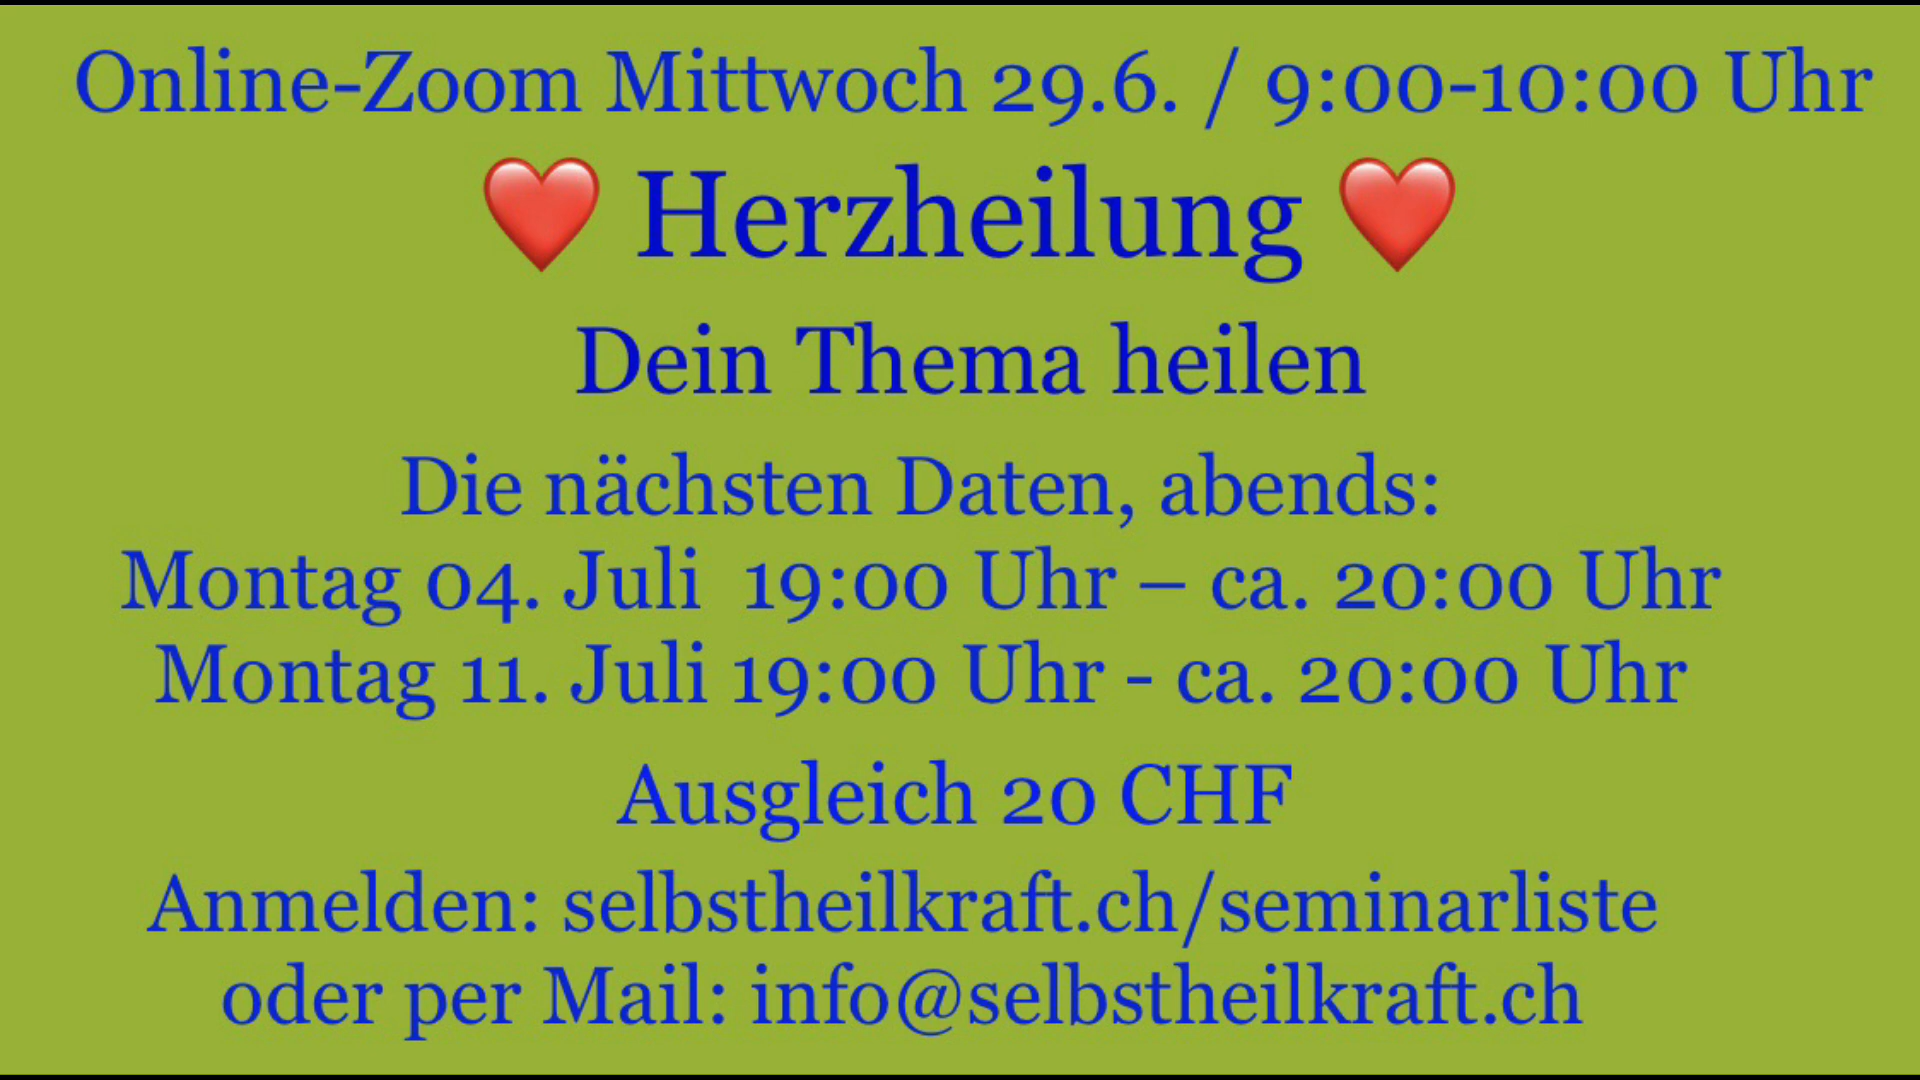 Online-Zoom Mittwoch 29.6. / 9:00-10:00 Uhr
❤️ Herzheilung ❤️
Dein Thema heilen
Die nächsten Daten, abends:
Montag 04. Juli  19:00 Uhr – ca. 20:00 Uhr
Montag 11. Juli 19:00 Uhr - ca. 20:00 Uhr
Ausgleich 20 CHF
Anmelden: selbstheilkraft.ch/seminarliste
oder per Mail: info@selbstheilkraft.ch